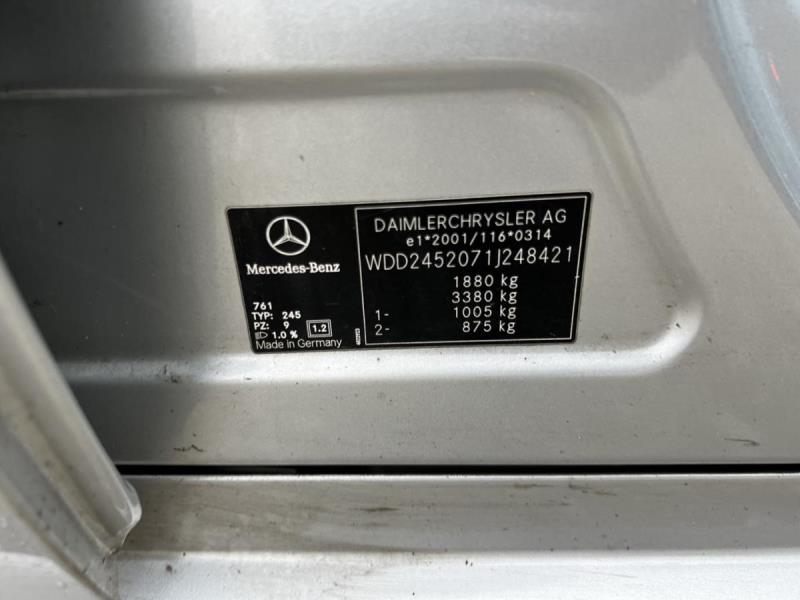 Mercedes-Benz
761
TYP: 245
PZ: 9
1.0 % 1.2
Made in Germany
DAIMLERCHRYSLER AG
e1*2001/116*0314
WDD2452071J248421
1880 kg
3380 kg
1- 1005 kg
2- 875 kg